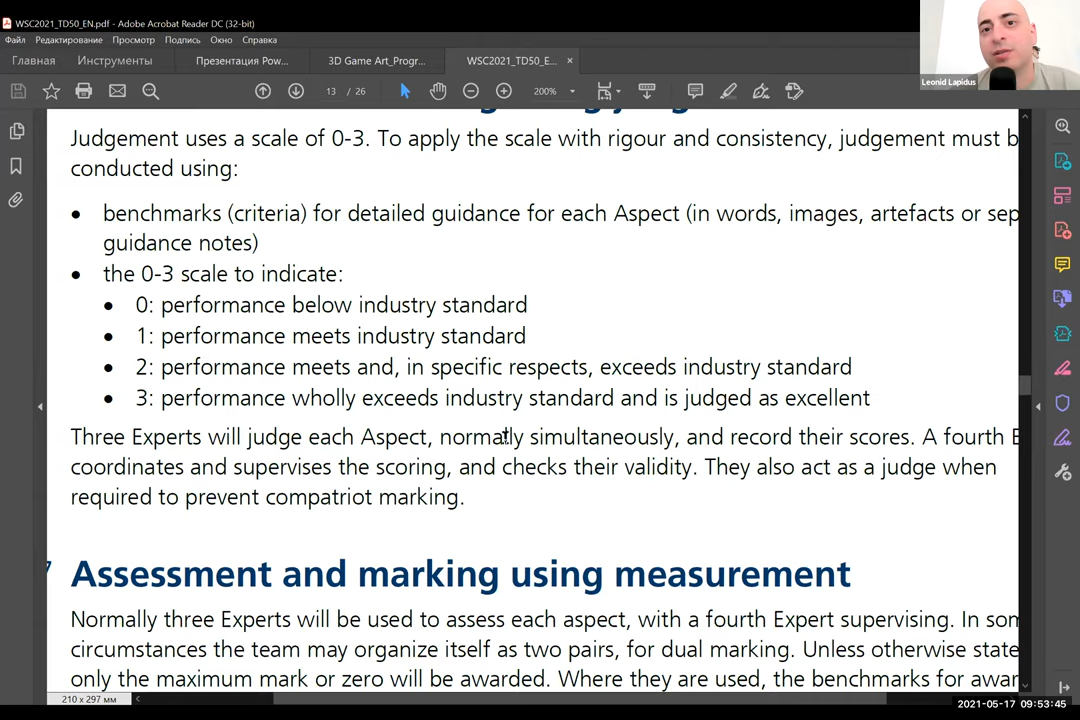 WSC2021_TD50_EN.pdf - Adobe Acrobat Reader DC (32-bit)
Файл Редактирование Просмотр Подпись Окно Справка
Главная Инструменты Презентация Pow... 3D Game Art_Progr... WSC2021_TD50_E... ×
13 / 26 200%
Leonid Lapidus
Judgement uses a scale of 0-3. To apply the scale with rigour and consistency, judgement must b
conducted using:
• benchmarks (criteria) for detailed guidance for each Aspect (in words, images, artefacts or sep
guidance notes)
• the 0-3 scale to indicate:
• 0: performance below industry standard
• 1: performance meets industry standard
• 2: performance meets and, in specific respects, exceeds industry standard
• 3: performance wholly exceeds industry standard and is judged as excellent
Three Experts will judge each Aspect, normally simultaneously, and record their scores. A fourth E
coordinates and supervises the scoring, and checks their validity. They also act as a judge when
required to prevent compatriot marking.
7 Assessment and marking using measurement
Normally three Experts will be used to assess each aspect, with a fourth Expert supervising. In som
circumstances the team may organize itself as two pairs, for dual marking. Unless otherwise state
only the maximum mark or zero will be awarded. Where they are used, the benchmarks for awar
210 x 297 мм
2021-05-17 09:53:45